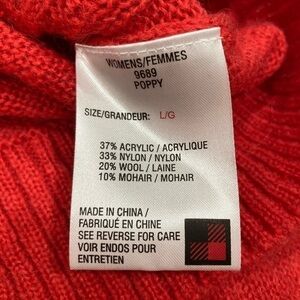 WOMENS/FEMMES
9689
POPPY
SIZE/GRANDEUR: L/G
37% ACRYLIC / ACRYLIQUE
33% NYLON / NYLON
20% WOOL / LAINE
10% MOHAIR / MOHAIR
MADE IN CHINA /
FABRIQUÉ EN CHINE
SEE REVERSE FOR CARE
VOIR ENDOS POUR
ENTRETIEN